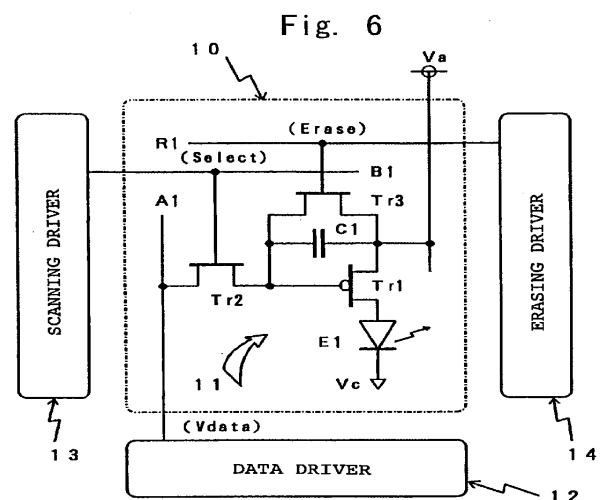 Fig. 6
10
Va
R1
(Erase)
(Select)
B1
A1
Tr3
C1
Tr2
Tr1
E1
11
Vc
(Vdata)
SCANNING DRIVER
ERASING DRIVER
13
14
DATA DRIVER
12